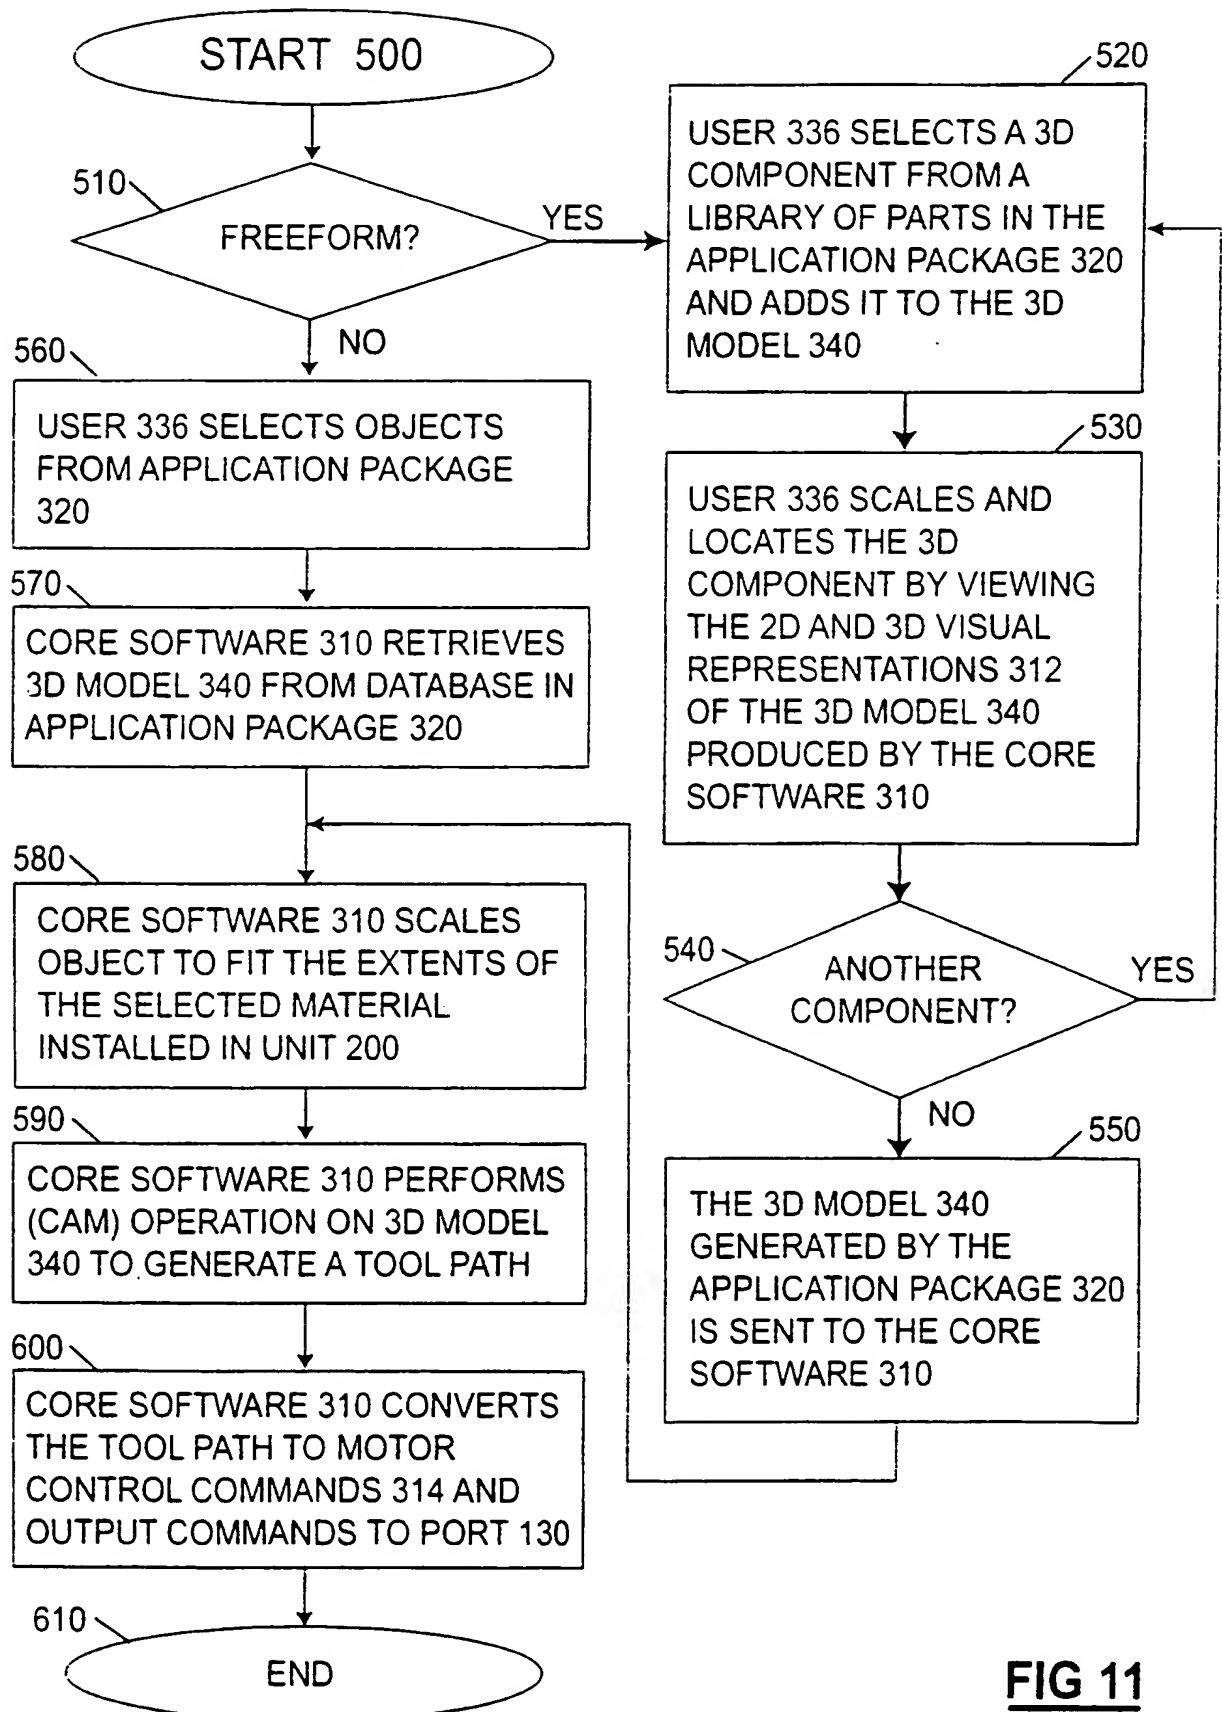 START 500
510
FREEFORM?
YES
NO
520
USER 336 SELECTS A 3D
COMPONENT FROM A
LIBRARY OF PARTS IN THE
APPLICATION PACKAGE 320
AND ADDS IT TO THE 3D
MODEL 340
530
USER 336 SCALES AND
LOCATES THE 3D
COMPONENT BY VIEWING
THE 2D AND 3D VISUAL
REPRESENTATIONS 312
OF THE 3D MODEL 340
PRODUCED BY THE CORE
SOFTWARE 310
540
ANOTHER
COMPONENT?
YES
NO
550
THE 3D MODEL 340
GENERATED BY THE
APPLICATION PACKAGE 320
IS SENT TO THE CORE
SOFTWARE 310
560
USER 336 SELECTS OBJECTS
FROM APPLICATION PACKAGE
320
570
CORE SOFTWARE 310 RETRIEVES
3D MODEL 340 FROM DATABASE IN
APPLICATION PACKAGE 320
580
CORE SOFTWARE 310 SCALES
OBJECT TO FIT THE EXTENTS OF
THE SELECTED MATERIAL
INSTALLED IN UNIT 200
590
CORE SOFTWARE 310 PERFORMS
(CAM) OPERATION ON 3D MODEL
340 TO GENERATE A TOOL PATH
600
CORE SOFTWARE 310 CONVERTS
THE TOOL PATH TO MOTOR
CONTROL COMMANDS 314 AND
OUTPUT COMMANDS TO PORT 130
610
END
FIG 11